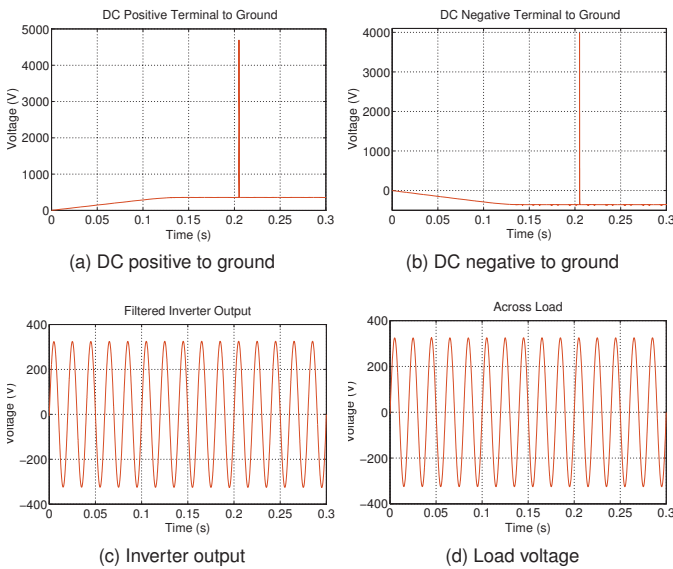 DC Positive Terminal to Ground
5000
4000
3000
2000
1000
0
Voltage (V)
0 0.05 0.1 0.15 0.2 0.25 0.3
Time (s)
(a) DC positive to ground
DC Negative Terminal to Ground
4000
3000
2000
1000
0
Voltage (V)
0 0.05 0.1 0.15 0.2 0.25 0.3
Time (s)
(b) DC negative to ground
Filtered Inverter Output
400
200
0
−200
−400
Voltage (V)
0 0.05 0.1 0.15 0.2 0.25 0.3
Time (s)
(c) Inverter output
Across Load
400
200
0
−200
−400
Voltage (V)
0 0.05 0.1 0.15 0.2 0.25 0.3
Time (s)
(d) Load voltage